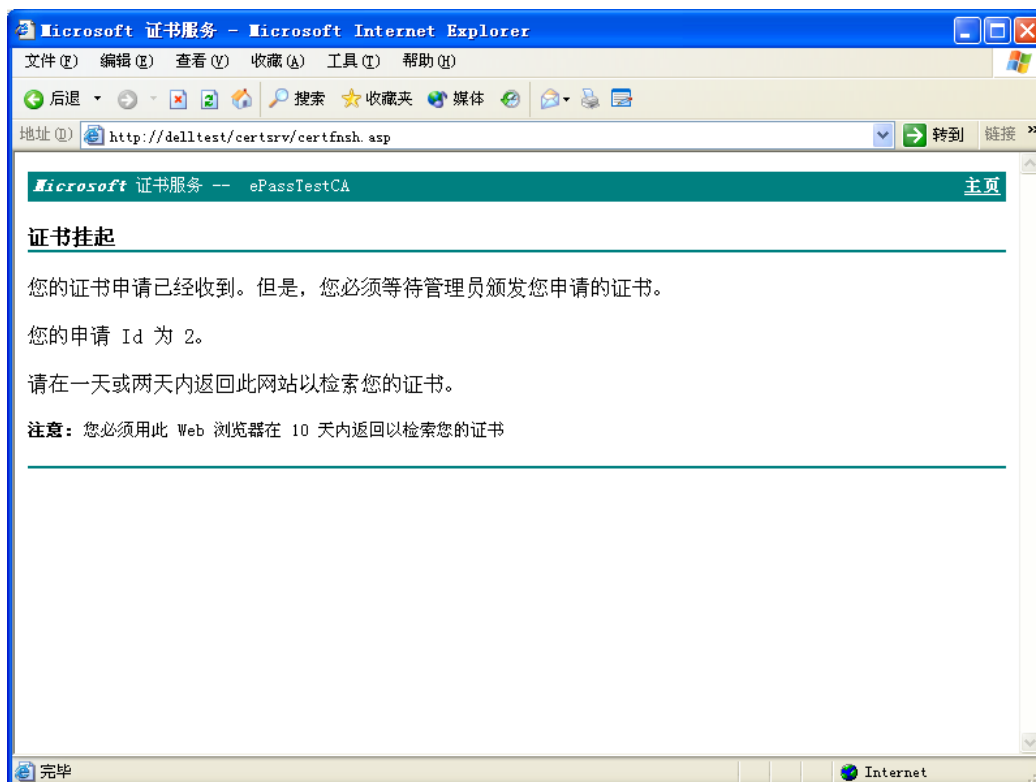 Microsoft 证书服务 - Microsoft Internet Explorer
文件(F) 编辑(E) 查看(V) 收藏(A) 工具(T) 帮助(H)
后退 搜索 收藏夹 媒体
地址(D) http://delltest/certsrv/certfnsh.asp 转到 链接 »
Microsoft 证书服务 -- ePassTestCA 主页
证书挂起
您的证书申请已经收到。但是，您必须等待管理员颁发您申请的证书。
您的申请 Id 为 2。
请在一天或两天内返回此网站以检索您的证书。
注意：您必须用此 Web 浏览器在 10 天内返回以检索您的证书
完毕 Internet